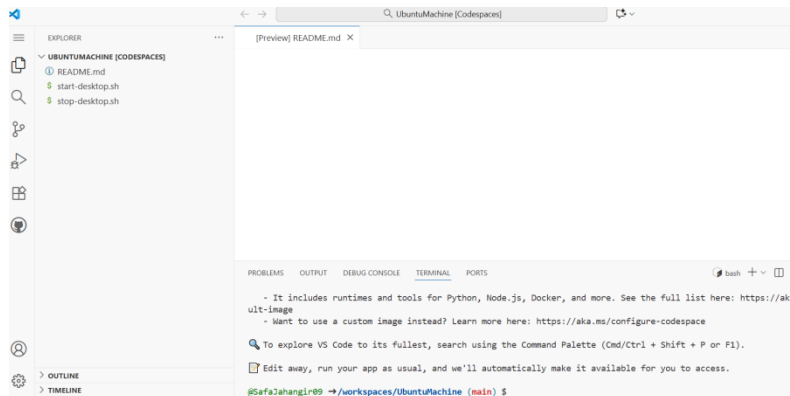 UbuntuMachine [Codespaces]
EXPLORER
[Preview] README.md
UBUNTUMACHINE [CODESPACES]
README.md
$ start-desktop.sh
$ stop-desktop.sh
PROBLEMS OUTPUT DEBUG CONSOLE TERMINAL PORTS
bash
- It includes runtimes and tools for Python, Node.js, Docker, and more. See the full list here: https://ak
ult-image
- Want to use a custom image instead? Learn more here: https://aka.ms/configure-codespace
🔍 To explore VS Code to its fullest, search using the Command Palette (Cmd/Ctrl + Shift + P or F1).
📝 Edit away, run your app as usual, and we'll automatically make it available for you to access.
@SafaJahangir09 ➜/workspaces/UbuntuMachine (main) $
OUTLINE
TIMELINE